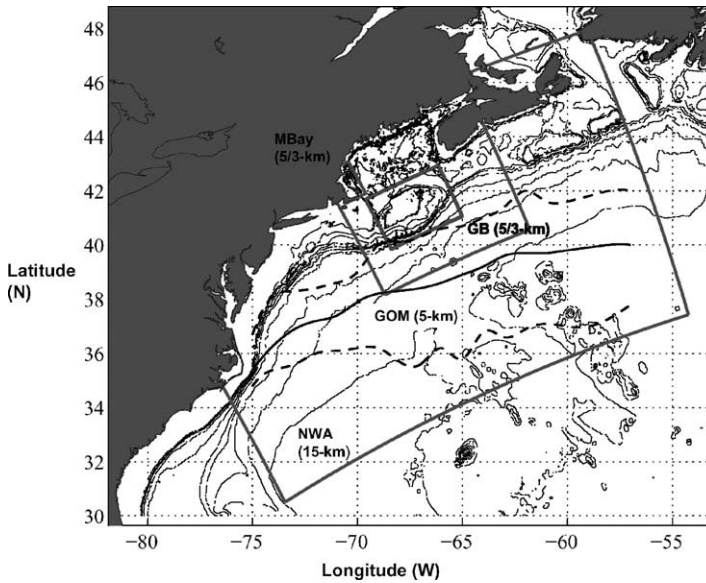 48
46
44
MBay
(5/3-km)
42
GB (5/3-km)
40
Latitude
(N)
38
GOM (5-km)
36
34
NWA
(15-km)
32
30
−80
−75
−70
−65
−60
−55
Longitude (W)